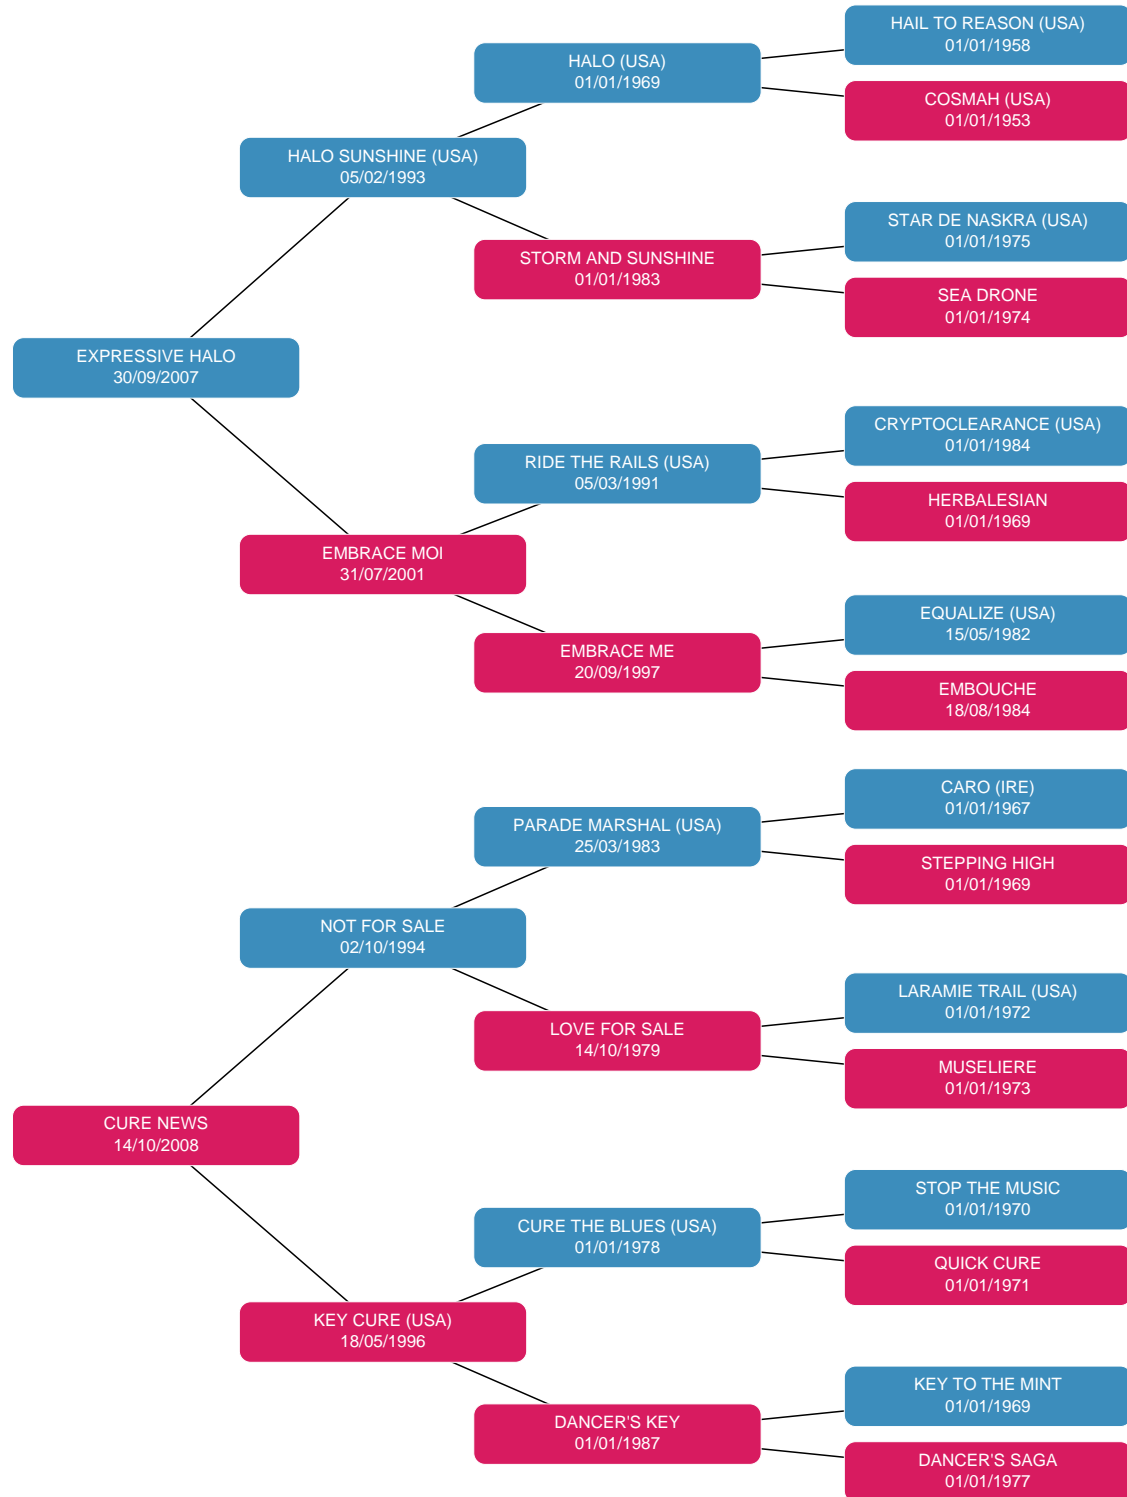 HAIL TO REASON (USA)
01/01/1958
HALO (USA)
01/01/1969
COSMAH (USA)
01/01/1953
HALO SUNSHINE (USA)
05/02/1993
STAR DE NASKRA (USA)
01/01/1975
STORM AND SUNSHINE
01/01/1983
SEA DRONE
01/01/1974
EXPRESSIVE HALO
30/09/2007
CRYPTOCLEARANCE (USA)
01/01/1984
RIDE THE RAILS (USA)
05/03/1991
HERBALESIAN
01/01/1969
EMBRACE MOI
31/07/2001
EQUALIZE (USA)
15/05/1982
EMBRACE ME
20/09/1997
EMBOUCHE
18/08/1984
CARO (IRE)
01/01/1967
PARADE MARSHAL (USA)
25/03/1983
STEPPING HIGH
01/01/1969
NOT FOR SALE
02/10/1994
LARAMIE TRAIL (USA)
01/01/1972
LOVE FOR SALE
14/10/1979
MUSELIERE
01/01/1973
CURE NEWS
14/10/2008
STOP THE MUSIC
01/01/1970
CURE THE BLUES (USA)
01/01/1978
QUICK CURE
01/01/1971
KEY CURE (USA)
18/05/1996
KEY TO THE MINT
01/01/1969
DANCER'S KEY
01/01/1987
DANCER'S SAGA
01/01/1977